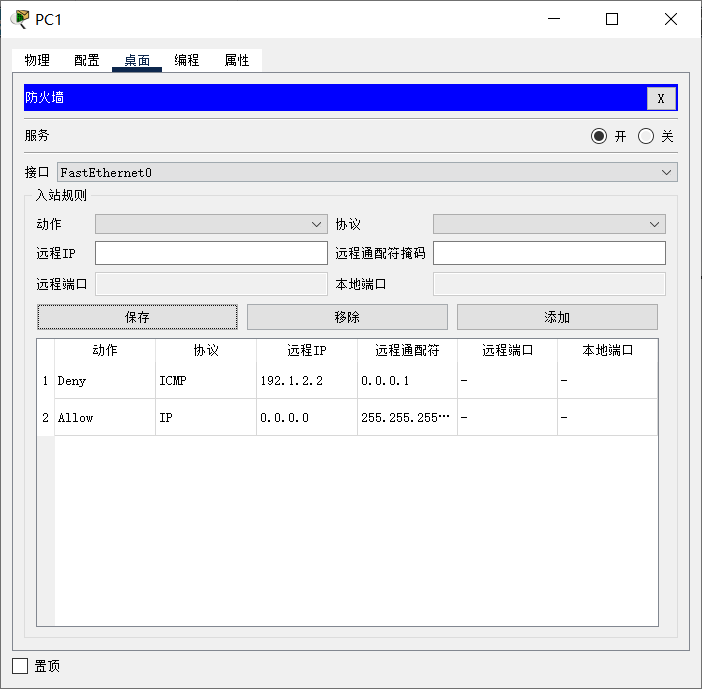 PC1
物理 配置 桌面 编程 属性
防火墙 X
服务 开 关
接口 FastEthernet0
入站规则
动作 协议
远程IP 远程通配符掩码
远程端口 本地端口
保存 移除 添加
动作 协议 远程IP 远程通配符 远程端口 本地端口
1 Deny ICMP 192.1.2.2 0.0.0.1 - -
2 Allow IP 0.0.0.0 255.255.255··· - -
置顶